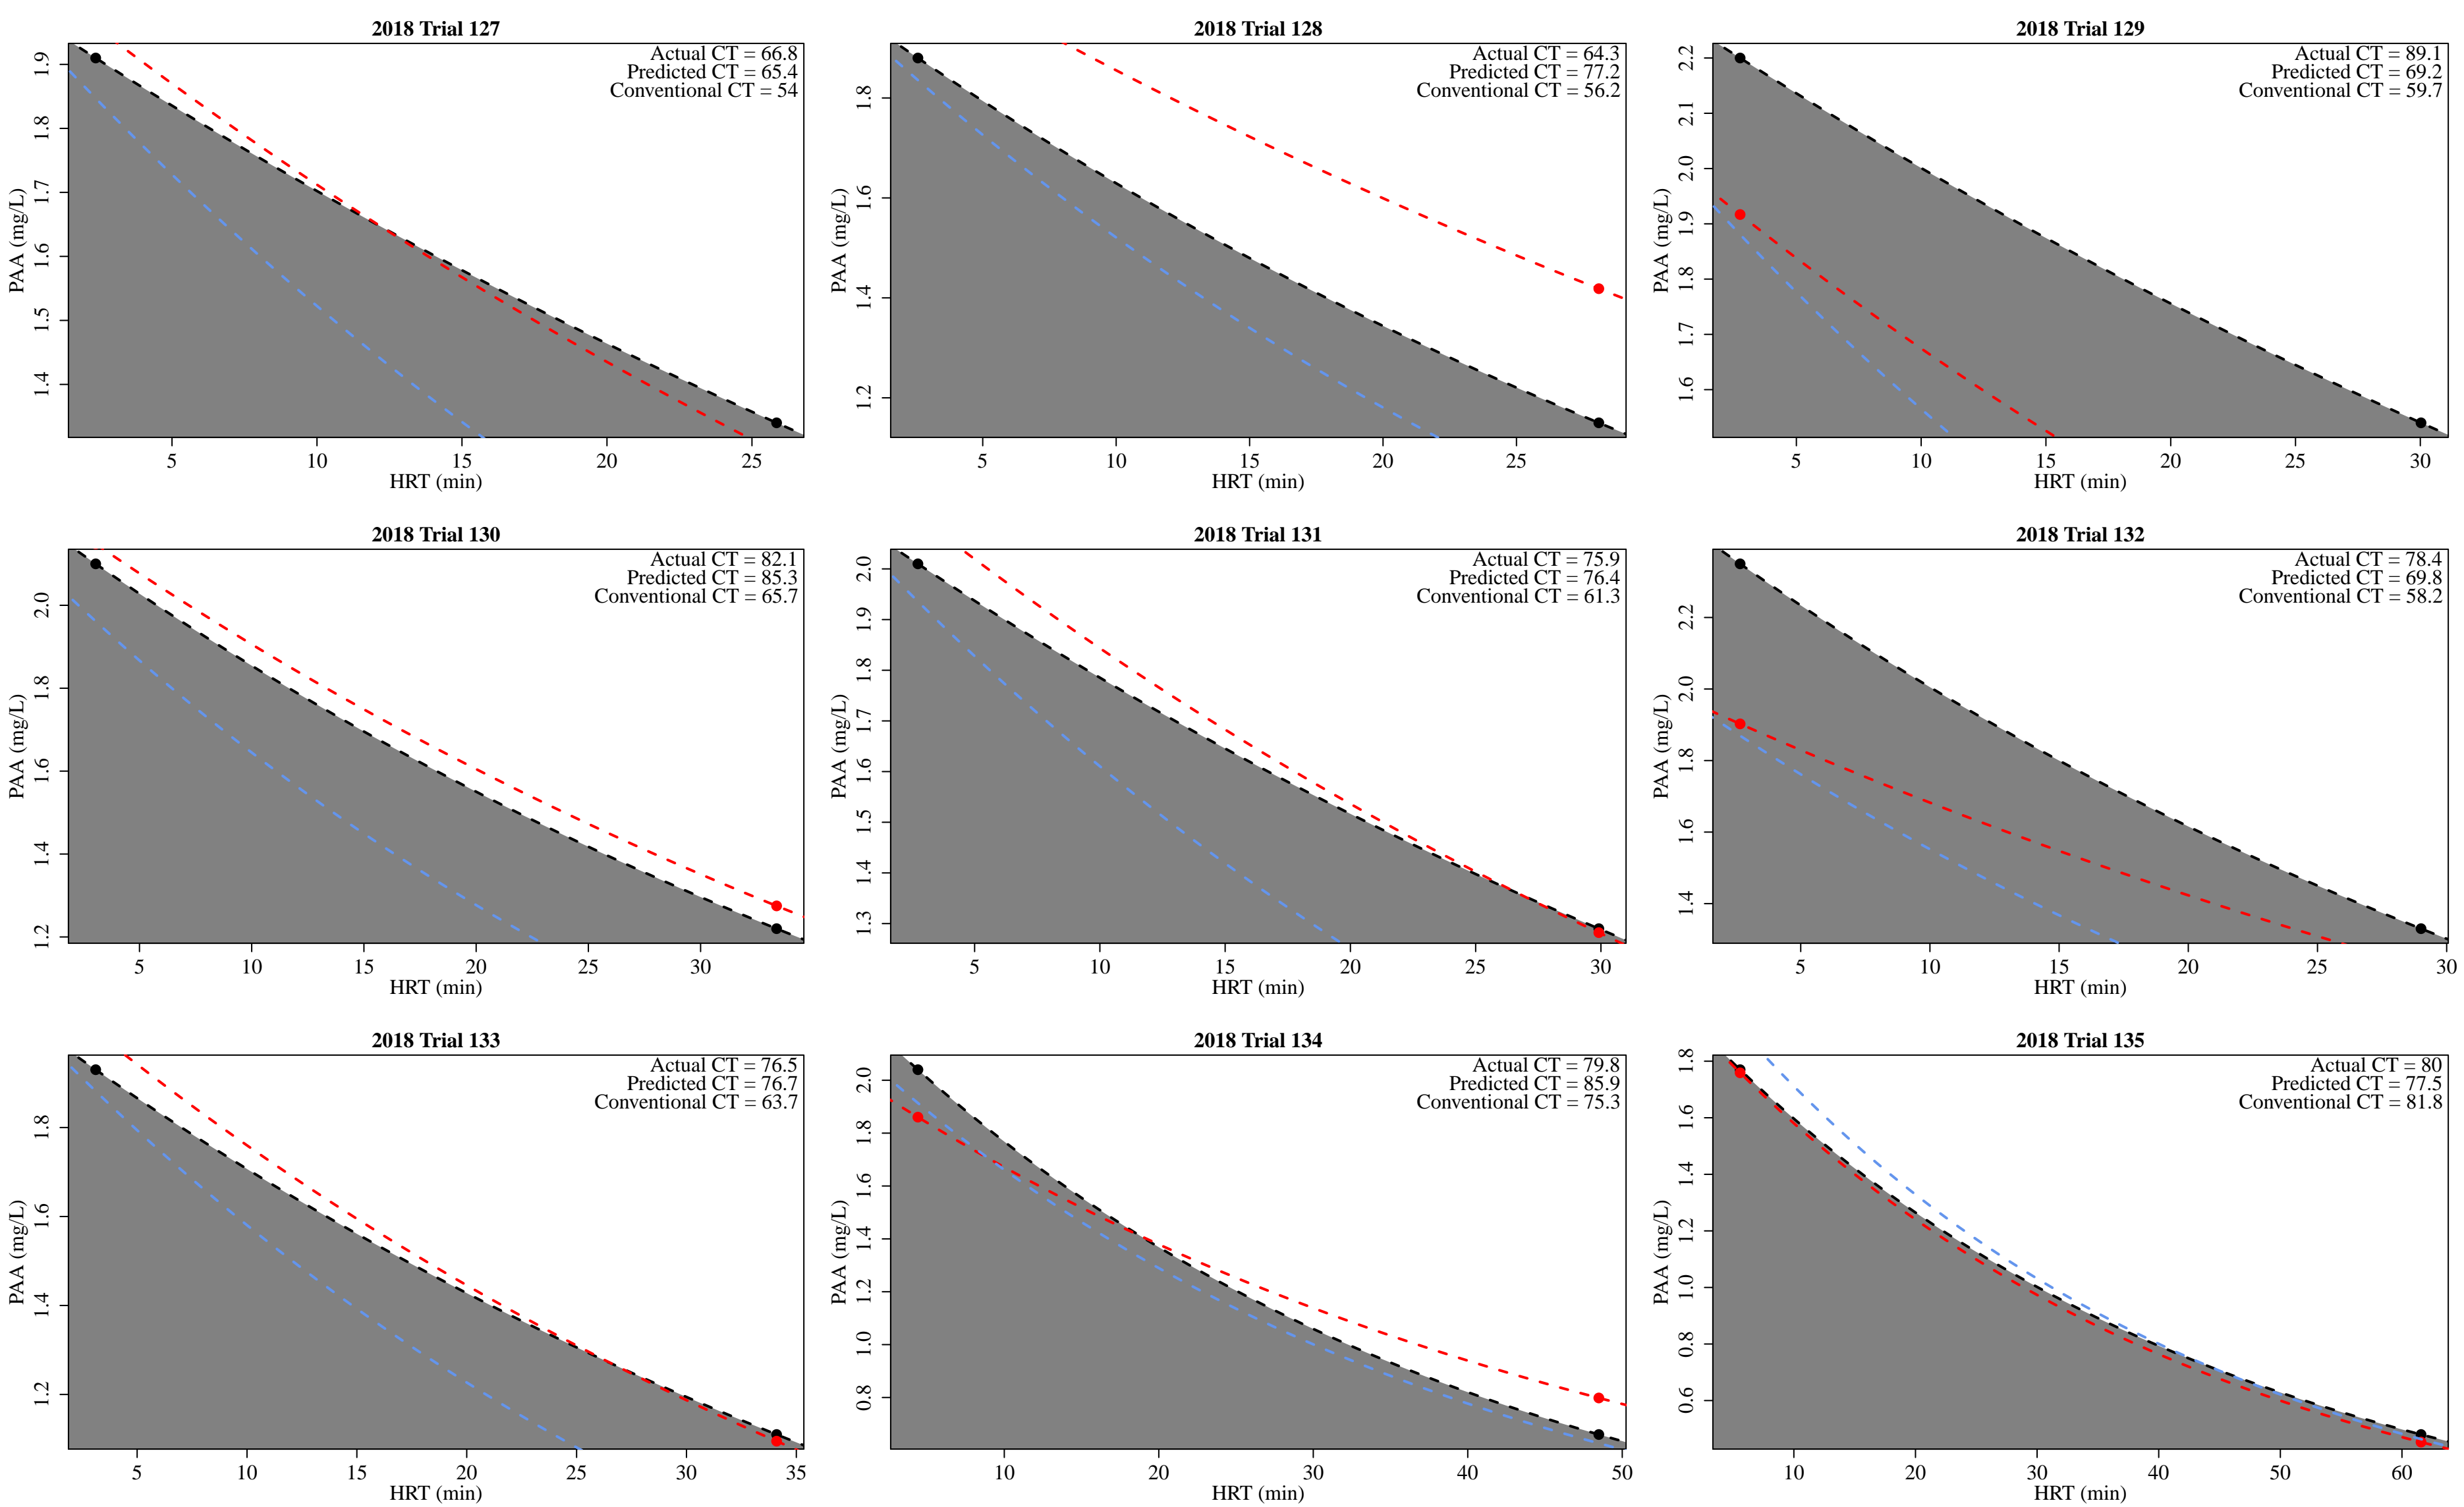 2018 Trial 127
Actual CT = 66.8
Predicted CT = 65.4
Conventional CT = 54
PAA (mg/L)
1.9
1.8
1.7
1.6
1.5
1.4
5 10 15 20 25
HRT (min)
2018 Trial 128
Actual CT = 64.3
Predicted CT = 77.2
Conventional CT = 56.2
PAA (mg/L)
1.8
1.6
1.4
1.2
5 10 15 20 25
HRT (min)
2018 Trial 129
Actual CT = 89.1
Predicted CT = 69.2
Conventional CT = 59.7
PAA (mg/L)
2.2
2.1
2.0
1.9
1.8
1.7
1.6
5 10 15 20 25 30
HRT (min)
2018 Trial 130
Actual CT = 82.1
Predicted CT = 85.3
Conventional CT = 65.7
PAA (mg/L)
2.0
1.8
1.6
1.4
1.2
5 10 15 20 25 30
HRT (min)
2018 Trial 131
Actual CT = 75.9
Predicted CT = 76.4
Conventional CT = 61.3
PAA (mg/L)
2.0
1.9
1.8
1.7
1.6
1.5
1.4
1.3
5 10 15 20 25 30
HRT (min)
2018 Trial 132
Actual CT = 78.4
Predicted CT = 69.8
Conventional CT = 58.2
PAA (mg/L)
2.2
2.0
1.8
1.6
1.4
5 10 15 20 25 30
HRT (min)
2018 Trial 133
Actual CT = 76.5
Predicted CT = 76.7
Conventional CT = 63.7
PAA (mg/L)
1.8
1.6
1.4
1.2
5 10 15 20 25 30 35
HRT (min)
2018 Trial 134
Actual CT = 79.8
Predicted CT = 85.9
Conventional CT = 75.3
PAA (mg/L)
2.0
1.8
1.6
1.4
1.2
1.0
0.8
10 20 30 40 50
HRT (min)
2018 Trial 135
Actual CT = 80
Predicted CT = 77.5
Conventional CT = 81.8
PAA (mg/L)
1.8
1.6
1.4
1.2
1.0
0.8
0.6
10 20 30 40 50 60
HRT (min)